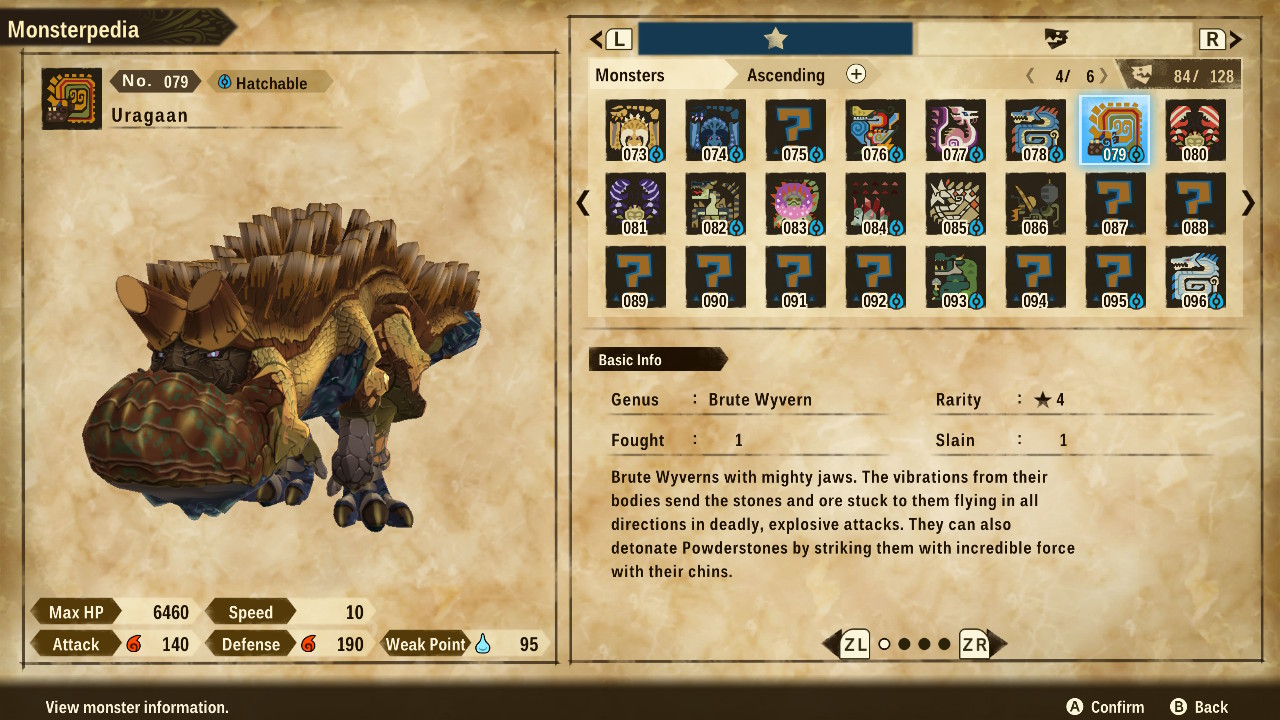 Monsterpedia
No. 079
Hatchable
Uragaan
L
R
Monsters
Ascending
4/ 6
84/ 128
073 074 075 076 077 078 079 080
081 082 083 084 085 086 087 088
089 090 091 092 093 094 095 096
Basic Info
Genus : Brute Wyvern
Rarity : ★ 4
Fought : 1
Slain : 1
Brute Wyverns with mighty jaws. The vibrations from their
bodies send the stones and ore stuck to them flying in all
directions in deadly, explosive attacks. They can also
detonate Powderstones by striking them with incredible force
with their chins.
Max HP 6460
Speed 10
Attack 140
Defense 190
Weak Point 95
ZL
ZR
View monster information.
A Confirm
B Back